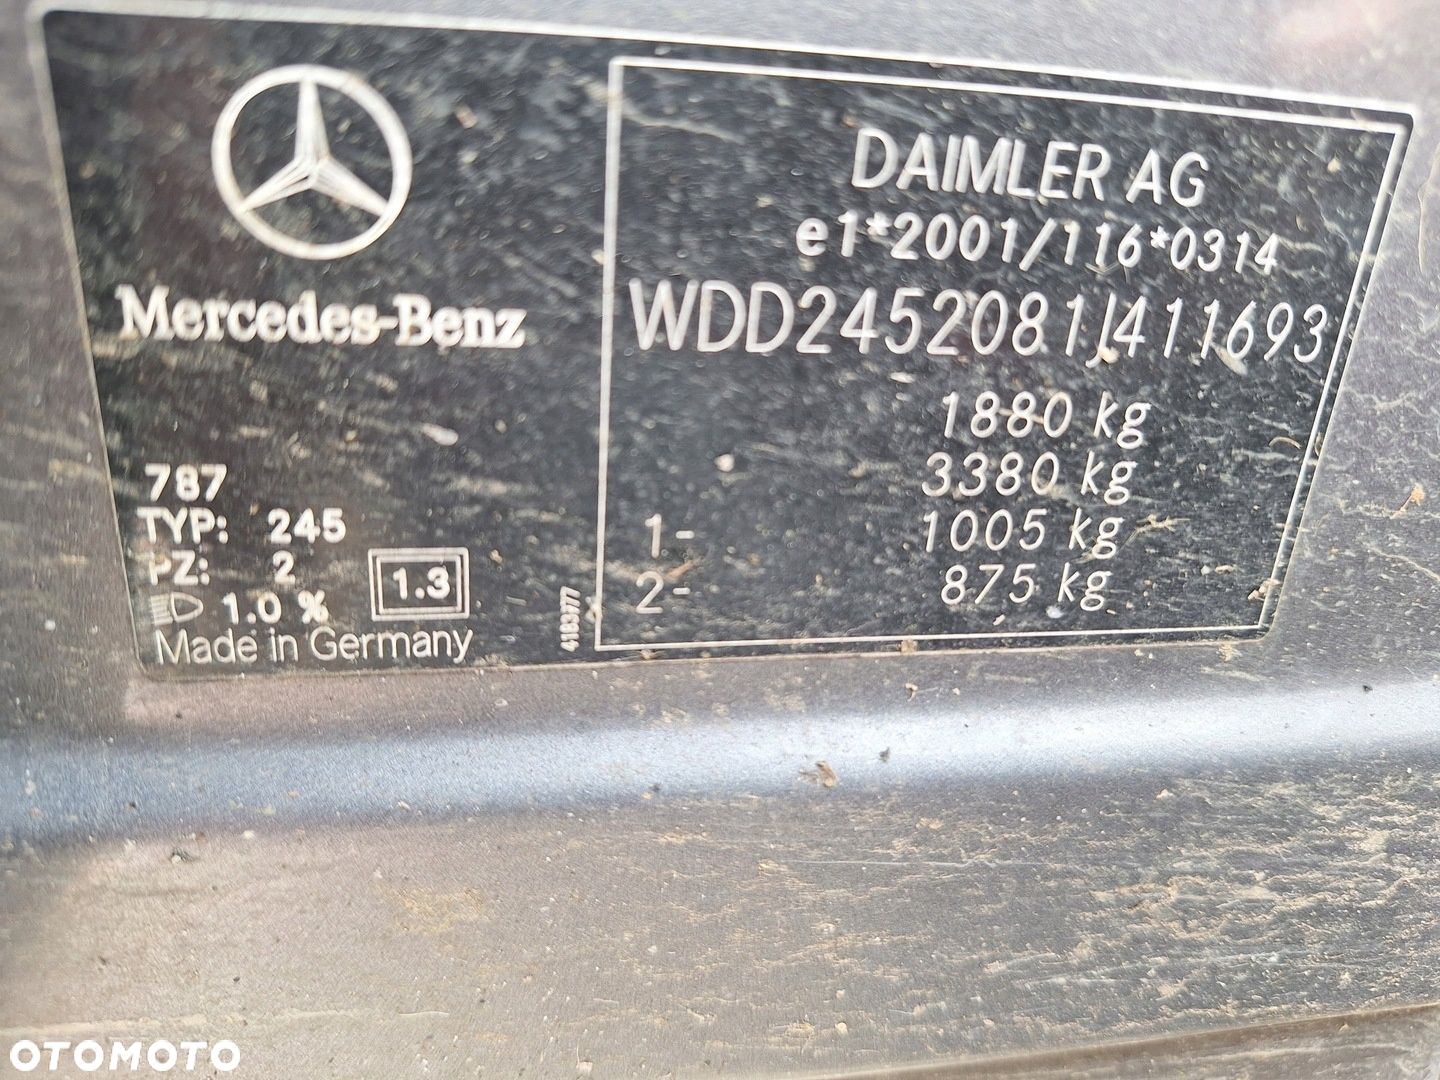 Mercedes-Benz
787
TYP: 245
PZ: 2
1.0 %
1.3
Made in Germany
4183977
DAIMLER AG
e1*2001/116*0314
WDD2452081J411693
1880 kg
3380 kg
1- 1005 kg
2- 875 kg
OTOMOTO